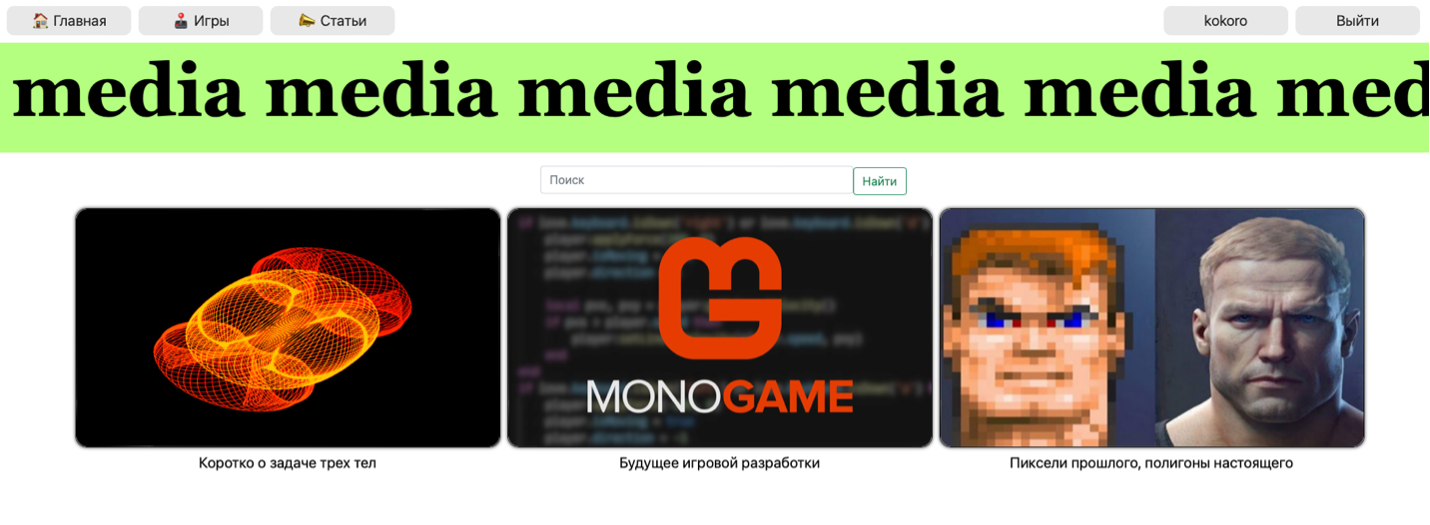 🏠 Главная
🕹️ Игры
📣 Статьи
kokoro
Выйти
media media media media media med
Поиск
Найти
MONOGAME
Коротко о задаче трех тел
Будущее игровой разработки
Пиксели прошлого, полигоны настоящего